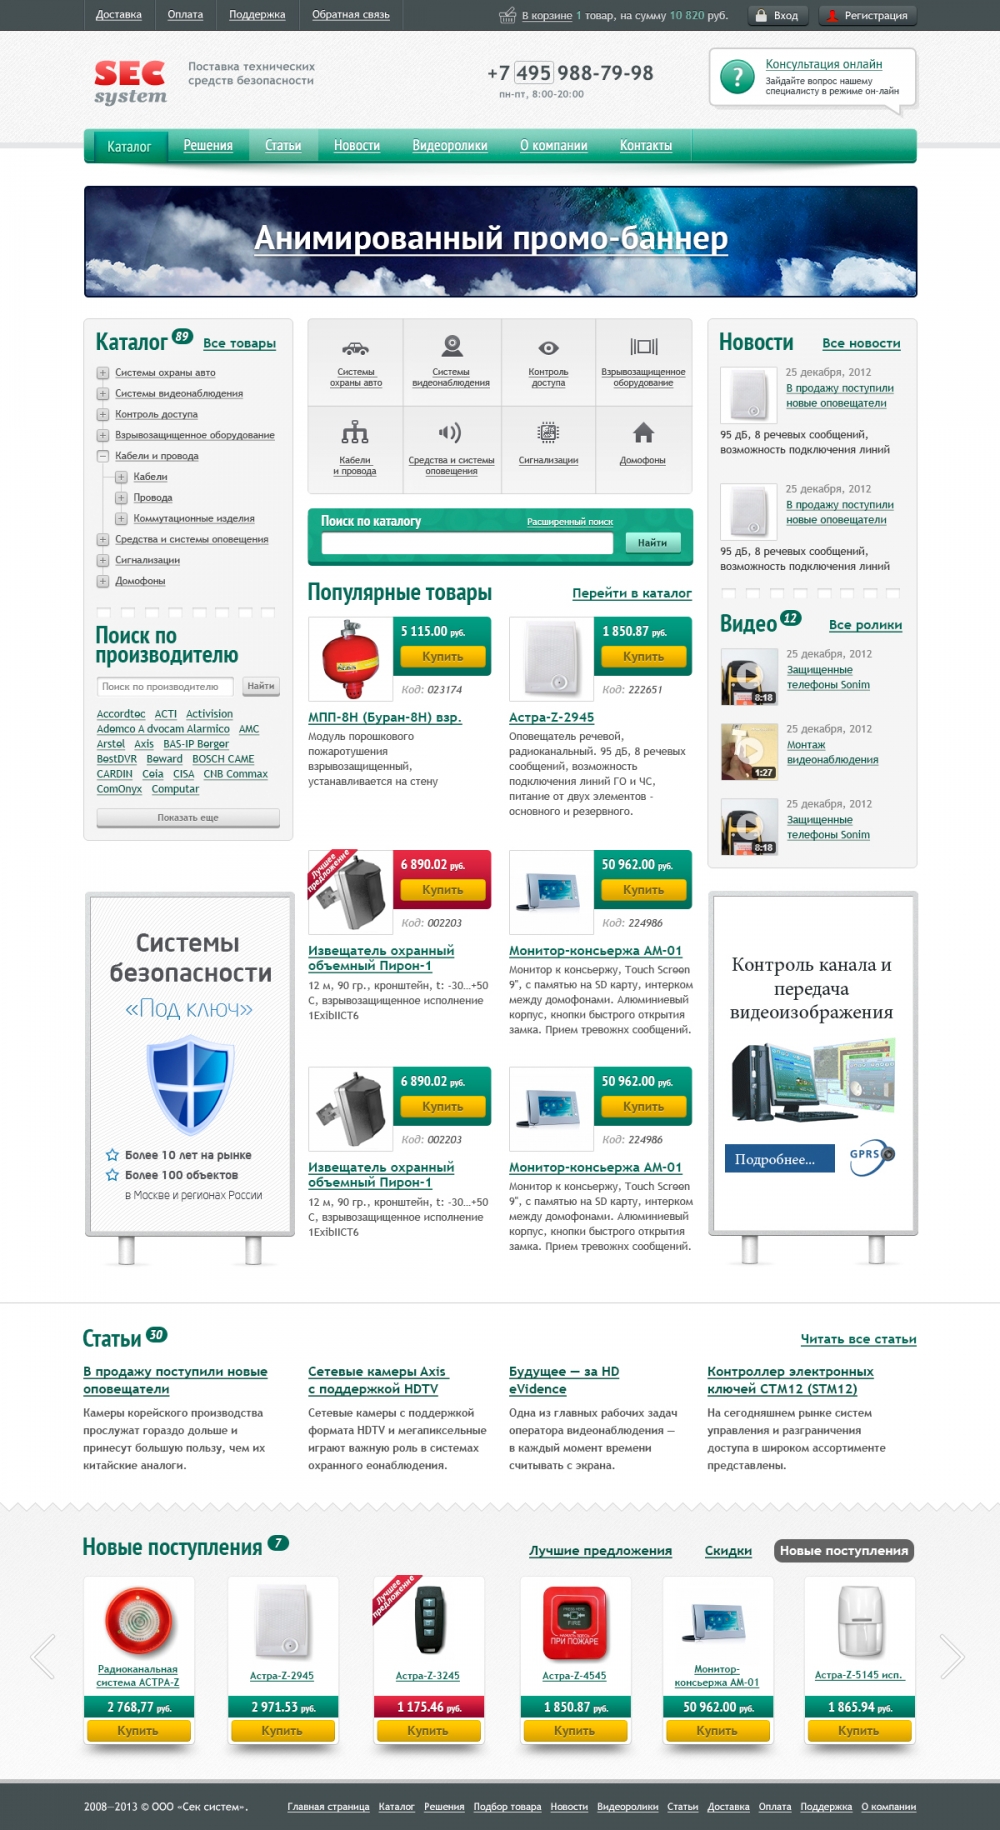 Доставка Оплата Поддержка Обратная связь В корзине 1 товар, на сумму 10 820 руб. Вход Регистрация
SEC
system
Поставка технических
средств безопасности
+7 495 988-79-98
пн-пт, 8:00-20:00
?
Консультация онлайн
Зайдайте вопрос нашему
специлисту в режиме он-лайн
Каталог Решения Статьи Новости Видеоролики О компании Контакты
Анимированный промо-баннер
Каталог 89 Все товары
Системы охраны авто
Системы видеонаблюдения
Контроль доступа
Взрывозащищенное оборудование
Кабели и провода
Кабели
Провода
Коммутационные изделия
Средства и системы оповещения
Сигнализации
Домофоны
Поиск по
производителю
Поиск по производителю Найти
Accordtec ACTI Activision
Ademco A dvocam Alarmico AMC
Arstel Axis BAS-IP Berger
BestDVR Beward BOSCH CAME
CARDIN Ceia CISA CNB Commax
ComOnyx Computar
Показать еще
Системы
охраны авто
Системы
видеонаблюдения
Контроль
доступа
Взрывозащищенное
оборудование
Кабели
и провода
Средства и системы
оповещения
Сигнализации
Домофоны
Поиск по каталогу Расширенный поиск
Найти
Популярные товары Перейти в каталог
5 115.00 руб.
Купить
Код: 023174
МПП-8Н (Буран-8Н) взр.
Модуль порошкового
пожаротушения
взрывозащищенный,
устанавливается на стену
1 850.87 руб.
Купить
Код: 222651
Астра-Z-2945
Оповещатель речевой,
радиоканальный. 95 дБ, 8 речевых
сообщений, возможность
подключения линий ГО и ЧС,
питание от двух элементов -
основного и резервного.
Лучшее
предложение
6 890.02 руб.
Купить
Код: 002203
Извещатель охранный
объемный Пирон-1
12 м, 90 гр., кронштейн, t: -30...+50
С, взрывозащищенное исполнение
1ExibIICT6
50 962.00 руб.
Купить
Код: 224986
Монитор-консьержа АМ-01
Монитор к консьержу, Touch Screen
9", с памятью на SD карту, интерком
между домофонами. Алюминиевый
корпус, кнопки быстрого открытия
замка. Прием тревожнх сообщений.
6 890.02 руб.
Купить
Код: 002203
Извещатель охранный
объемный Пирон-1
12 м, 90 гр., кронштейн, t: -30...+50
С, взрывозащищенное исполнение
1ExibIICT6
50 962.00 руб.
Купить
Код: 224986
Монитор-консьержа АМ-01
Монитор к консьержу, Touch Screen
9", с памятью на SD карту, интерком
между домофонами. Алюминиевый
корпус, кнопки быстрого открытия
замка. Прием тревожнх сообщений.
Новости Все новости
25 декабря, 2012
В продажу поступили
новые оповещатели
95 дБ, 8 речевых сообщений,
возможность подключения линий
25 декабря, 2012
В продажу поступили
новые оповещатели
95 дБ, 8 речевых сообщений,
возможность подключения линий
Видео 12 Все ролики
8:18
25 декабря, 2012
Защищенные
телефоны Sonim
1:27
25 декабря, 2012
Монтаж
видеонаблюдения
8:18
25 декабря, 2012
Защищенные
телефоны Sonim
Системы
безопасности
«Под ключ»
Более 10 лет на рынке
Более 100 объектов
в Москве и регионах России
Контроль канала и
передача
видеоизображения
Подробнее...
GPRS
Статьи 30 Читать все статьи
В продажу поступили новые
оповещатели
Камеры корейского производства
прослужат гораздо дольше и
принесут большую пользу, чем их
китайские аналоги.
Сетевые камеры Axis
с поддержкой HDTV
Сетевые камеры с поддержкой
формата HDTV и мегапиксельные
играют важную роль в системах
охранного еонаблюдения.
Будущее — за HD
eVidence
Одна из главных рабочих задач
оператора видеонаблюдения —
в каждый момент времени
считывать с экрана.
Контроллер электронных
ключей СТМ12 (STM12)
На сегодняшнем рынке систем
управления и разграничения
доступа в широком ассортименте
представлены.
Новые поступления 7 Лучшие предложения Скидки Новые поступления
Радиоканальная
система АСТРА-Z
2 768,77 руб.
Купить
Астра-Z-2945
2 971.53 руб.
Купить
Лучшее
предложение
Астра-Z-3245
1 175.46 руб.
Купить
FIRE
ПРИ ПОЖАРЕ
Астра-Z-4545
1 850.87 руб.
Купить
Монитор-
консьержа АМ-01
50 962.00 руб.
Купить
Астра-Z-5145 исп.
1 865.94 руб.
Купить
2008—2013 © ООО «Сек систем». Главная страница Каталог Решения Подбор товара Новости Видеоролики Статьи Доставка Оплата Поддержка О компании